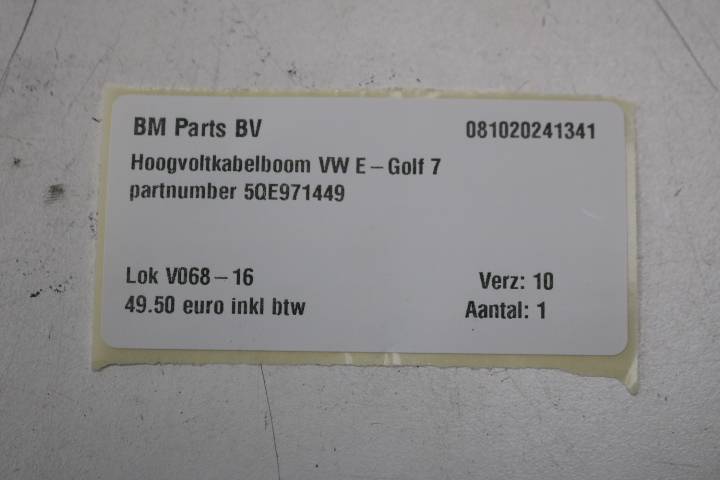 BM Parts BV 081020241341
Hoogvoltkabelboom VW E-Golf 7
partnumber 5QE971449
Lok V068-16 Verz: 10
49.50 euro inkl btw Aantal: 1